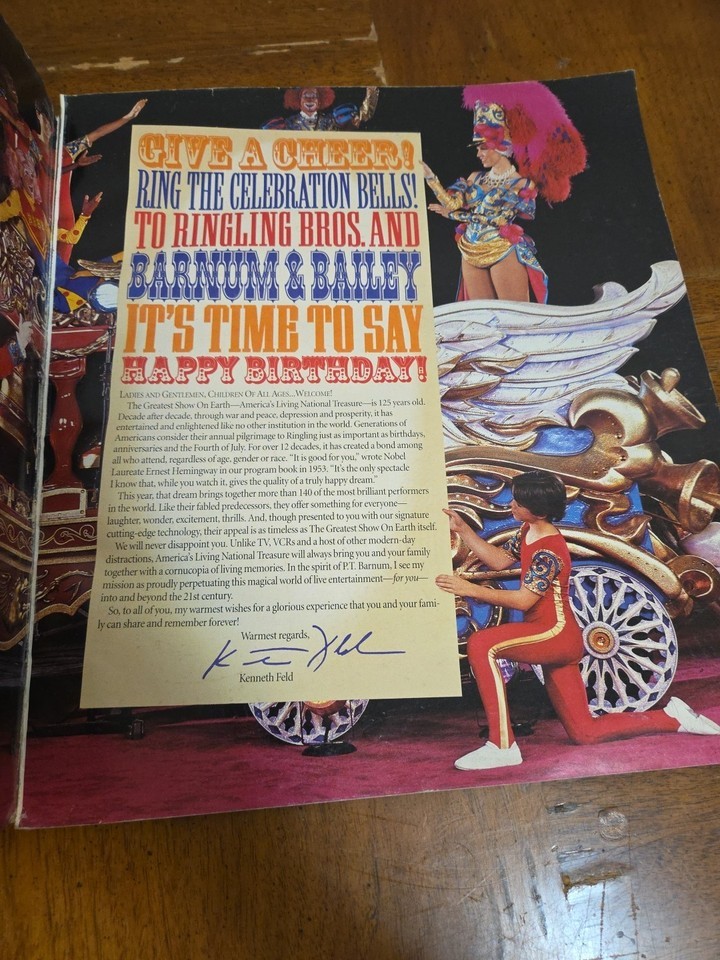 GIVE A CHEER!
RING THE CELEBRATION BELLS!
TO RINGLING BROS. AND
BARNUM & BAILEY
IT'S TIME TO SAY
HAPPY BIRTHDAY!
LADIES AND GENTLEMEN, CHILDREN OF ALL AGES...WELCOME!
The Greatest Show On Earth—America's Living National Treasure—is 125 years old.
Decade after decade, through war and peace, depression and prosperity, it has
entertained and enlightened like no other institution in the world. Generations of
Americans consider their annual pilgrimage to Ringling just as important as birthdays,
anniversaries and the Fourth of July. For over 12 decades, it has created a bond among
all who attend, regardless of age, gender or race. "It is good for you," wrote Nobel
Laureate Ernest Hemingway in our program book in 1953. "It's the only spectacle
I know that, while you watch it, gives the quality of a truly happy dream."
This year, that dream brings together more than 140 of the most brilliant performers
in the world. Like their fabled predecessors, they offer something for everyone—
laughter, wonder, excitement, thrills. And, though presented to you with our signature
cutting-edge technology, their appeal is as timeless as The Greatest Show On Earth itself.
We will never disappoint you. Unlike TV, VCRs and a host of other modern-day
distractions, America's Living National Treasure will always bring you and your family
together with a cornucopia of living memories. In the spirit of P.T. Barnum, I see my
mission as proudly perpetuating this magical world of live entertainment—for you—
into and beyond the 21st century.
So, to all of you, my warmest wishes for a glorious experience that you and your fami-
ly can share and remember forever!
Warmest regards,
Kenneth Feld